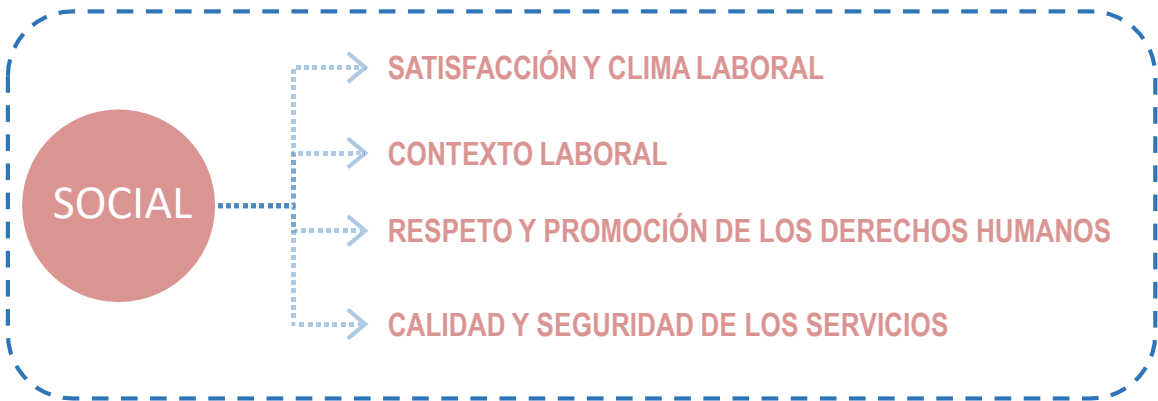 SATISFACCIÓN Y CLIMA LABORAL
CONTEXTO LABORAL
SOCIAL
RESPETO Y PROMOCIÓN DE LOS DERECHOS HUMANOS
CALIDAD Y SEGURIDAD DE LOS SERVICIOS